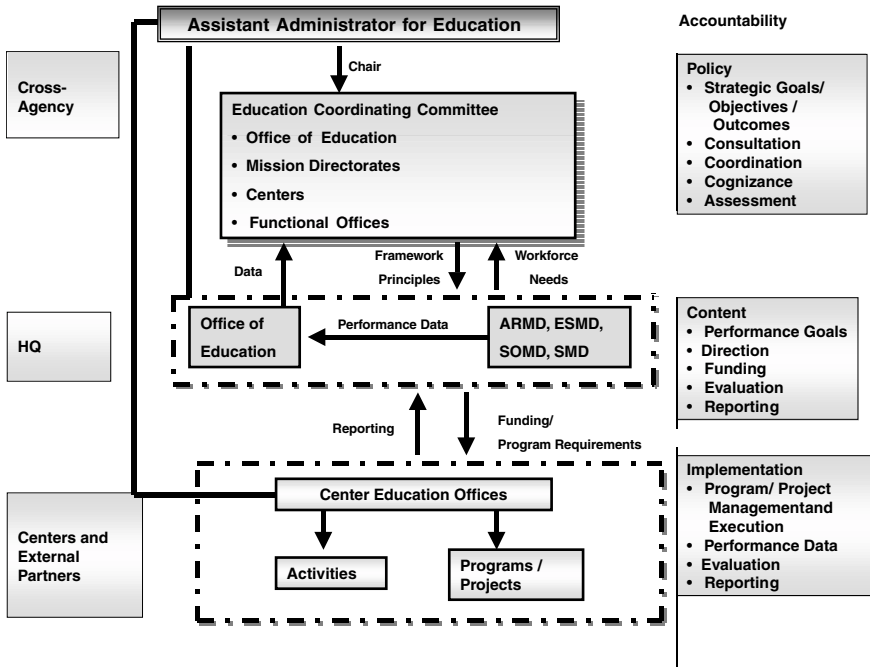 Assistant Administrator for Education
Accountability
Chair
Cross-
Agency
Education Coordinating Committee
• Office of Education
• Mission Directorates
• Centers
• Functional Offices
Policy
• Strategic Goals/
Objectives /
Outcomes
• Consultation
• Coordination
• Cognizance
• Assessment
Data
Framework
Principles
Workforce
Needs
HQ
Office of
Education
Performance Data
ARMD, ESMD,
SOMD, SMD
Content
• Performance Goals
• Direction
• Funding
• Evaluation
• Reporting
Reporting
Funding/
Program Requirements
Centers and
External
Partners
Center Education Offices
Activities
Programs /
Projects
Implementation
• Program/ Project
Managementand
Execution
• Performance Data
• Evaluation
• Reporting